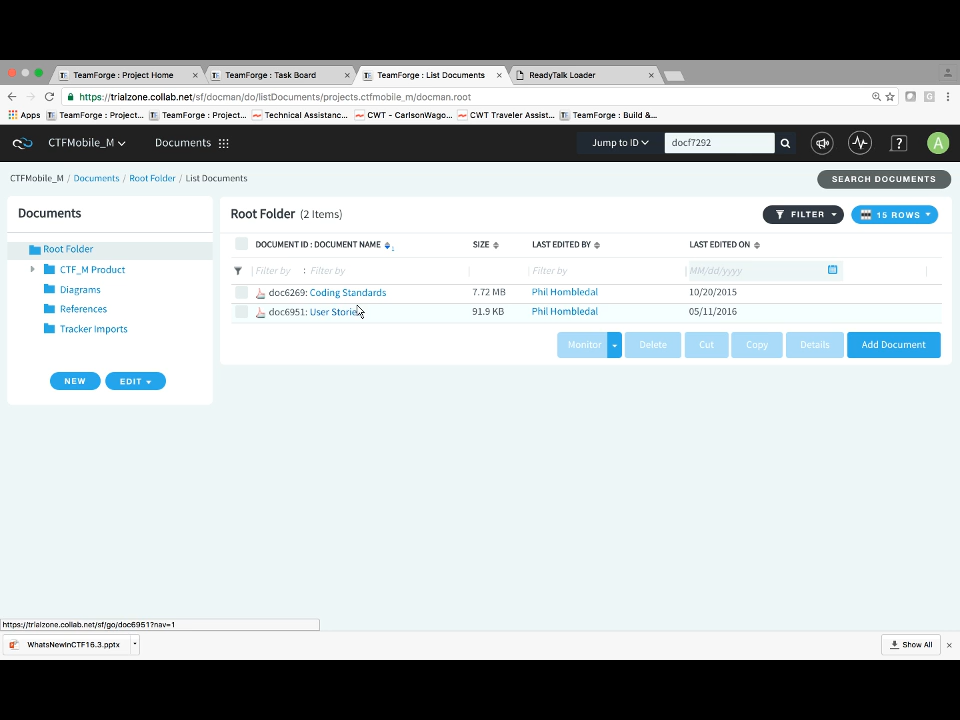 TeamForge : Project Home
TeamForge : Task Board
TeamForge : List Documents
ReadyTalk Loader
https://trialzone.collab.net/sf/docman/do/listDocuments/projects.ctfmobile_m/docman.root
Apps
TeamForge : Project...
TeamForge : Project...
Technical Assistanc...
CWT - CarlsonWago...
CWT Traveler Assist...
TeamForge : Build &...
CTFMobile_M
Documents
Jump to ID
docf7292
?
A
CTFMobile_M / Documents / Root Folder / List Documents
SEARCH DOCUMENTS
Documents
Root Folder
CTF_M Product
Diagrams
References
Tracker Imports
NEW
EDIT
Root Folder (2 Items)
FILTER
15 ROWS
DOCUMENT ID : DOCUMENT NAME
SIZE
LAST EDITED BY
LAST EDITED ON
Filter by : Filter by
Filter by
MM/dd/yyyy
doc6269: Coding Standards 7.72 MB Phil Hombledal 10/20/2015
doc6951: User Stories 91.9 KB Phil Hombledal 05/11/2016
Monitor
Delete
Cut
Copy
Details
Add Document
https://trialzone.collab.net/sf/go/doc6951?nav=1
WhatsNewInCTF16.3.pptx
Show All